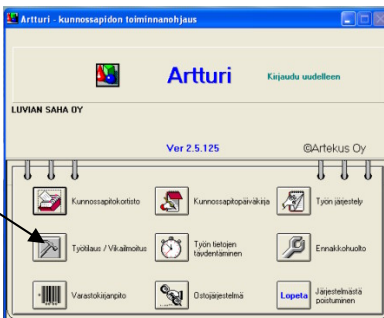 Artturi - kunnossapidon toiminnanohjaus
Artturi
Kirjaudu uudelleen
LUVIAN SAHA OY
Ver 2.5.125
©Artekus Oy
Kunnossapitokortisto
Kunnossapitopäiväkirja
Työn järjestely
Työtilaus / Vikailmoitus
Työn tietojen
täydentäminen
Ennakkohuolto
Varastokirjanpito
Ostojärjestelmä
Lopeta
Järjestelmästä
poistuminen